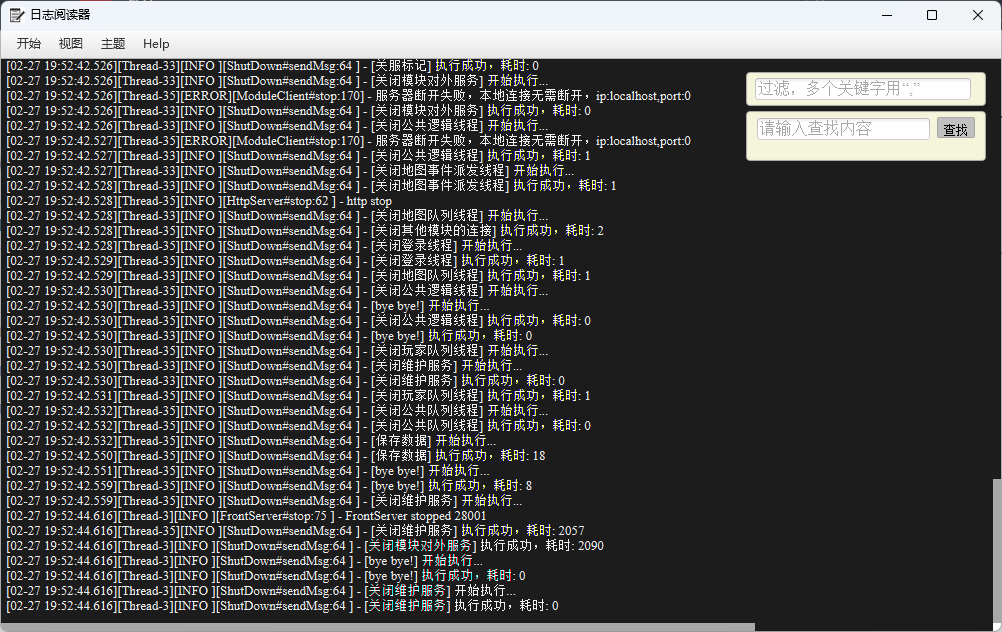 日志阅读器
开始 视图 主题 Help
[02-27 19:52:42.526][Thread-33][INFO ][ShutDown#sendMsg:64 ] - [关服标记] 执行成功，耗时: 0
[02-27 19:52:42.526][Thread-33][INFO ][ShutDown#sendMsg:64 ] - [关闭模块对外服务] 开始执行...
[02-27 19:52:42.526][Thread-35][ERROR][ModuleClient#stop:170] - 服务器断开失败，本地连接无需断开，ip:localhost,port:0
[02-27 19:52:42.526][Thread-33][INFO ][ShutDown#sendMsg:64 ] - [关闭模块对外服务] 执行成功，耗时: 0
[02-27 19:52:42.526][Thread-33][INFO ][ShutDown#sendMsg:64 ] - [关闭公共逻辑线程] 开始执行...
[02-27 19:52:42.527][Thread-35][ERROR][ModuleClient#stop:170] - 服务器断开失败，本地连接无需断开，ip:localhost,port:0
[02-27 19:52:42.527][Thread-33][INFO ][ShutDown#sendMsg:64 ] - [关闭公共逻辑线程] 执行成功，耗时: 1
[02-27 19:52:42.527][Thread-33][INFO ][ShutDown#sendMsg:64 ] - [关闭地图事件派发线程] 开始执行...
[02-27 19:52:42.528][Thread-33][INFO ][ShutDown#sendMsg:64 ] - [关闭地图事件派发线程] 执行成功，耗时: 1
[02-27 19:52:42.528][Thread-35][INFO ][HttpServer#stop:62 ] - http stop
[02-27 19:52:42.528][Thread-33][INFO ][ShutDown#sendMsg:64 ] - [关闭地图队列线程] 开始执行...
[02-27 19:52:42.528][Thread-35][INFO ][ShutDown#sendMsg:64 ] - [关闭其他模块的连接] 执行成功，耗时: 2
[02-27 19:52:42.528][Thread-35][INFO ][ShutDown#sendMsg:64 ] - [关闭登录线程] 开始执行...
[02-27 19:52:42.529][Thread-35][INFO ][ShutDown#sendMsg:64 ] - [关闭登录线程] 执行成功，耗时: 1
[02-27 19:52:42.529][Thread-33][INFO ][ShutDown#sendMsg:64 ] - [关闭地图队列线程] 执行成功，耗时: 1
[02-27 19:52:42.530][Thread-35][INFO ][ShutDown#sendMsg:64 ] - [关闭公共逻辑线程] 开始执行...
[02-27 19:52:42.530][Thread-33][INFO ][ShutDown#sendMsg:64 ] - [bye bye!] 开始执行...
[02-27 19:52:42.530][Thread-35][INFO ][ShutDown#sendMsg:64 ] - [关闭公共逻辑线程] 执行成功，耗时: 0
[02-27 19:52:42.530][Thread-33][INFO ][ShutDown#sendMsg:64 ] - [bye bye!] 执行成功，耗时: 0
[02-27 19:52:42.530][Thread-35][INFO ][ShutDown#sendMsg:64 ] - [关闭玩家队列线程] 开始执行...
[02-27 19:52:42.530][Thread-33][INFO ][ShutDown#sendMsg:64 ] - [关闭维护服务] 开始执行...
[02-27 19:52:42.530][Thread-33][INFO ][ShutDown#sendMsg:64 ] - [关闭维护服务] 执行成功，耗时: 0
[02-27 19:52:42.531][Thread-35][INFO ][ShutDown#sendMsg:64 ] - [关闭玩家队列线程] 执行成功，耗时: 1
[02-27 19:52:42.532][Thread-35][INFO ][ShutDown#sendMsg:64 ] - [关闭公共队列线程] 开始执行...
[02-27 19:52:42.532][Thread-35][INFO ][ShutDown#sendMsg:64 ] - [关闭公共队列线程] 执行成功，耗时: 0
[02-27 19:52:42.532][Thread-35][INFO ][ShutDown#sendMsg:64 ] - [保存数据] 开始执行...
[02-27 19:52:42.550][Thread-35][INFO ][ShutDown#sendMsg:64 ] - [保存数据] 执行成功，耗时: 18
[02-27 19:52:42.551][Thread-35][INFO ][ShutDown#sendMsg:64 ] - [bye bye!] 开始执行...
[02-27 19:52:42.559][Thread-35][INFO ][ShutDown#sendMsg:64 ] - [bye bye!] 执行成功，耗时: 8
[02-27 19:52:42.559][Thread-35][INFO ][ShutDown#sendMsg:64 ] - [关闭维护服务] 开始执行...
[02-27 19:52:44.616][Thread-3][INFO ][FrontServer#stop:75 ] - FrontServer stopped 28001
[02-27 19:52:44.616][Thread-35][INFO ][ShutDown#sendMsg:64 ] - [关闭维护服务] 执行成功，耗时: 2057
[02-27 19:52:44.616][Thread-3][INFO ][ShutDown#sendMsg:64 ] - [关闭模块对外服务] 执行成功，耗时: 2090
[02-27 19:52:44.616][Thread-3][INFO ][ShutDown#sendMsg:64 ] - [bye bye!] 开始执行...
[02-27 19:52:44.616][Thread-3][INFO ][ShutDown#sendMsg:64 ] - [bye bye!] 执行成功，耗时: 0
[02-27 19:52:44.616][Thread-3][INFO ][ShutDown#sendMsg:64 ] - [关闭维护服务] 开始执行...
[02-27 19:52:44.616][Thread-3][INFO ][ShutDown#sendMsg:64 ] - [关闭维护服务] 执行成功，耗时: 0
过滤，多个关键字用“,”
请输入查找内容 查找